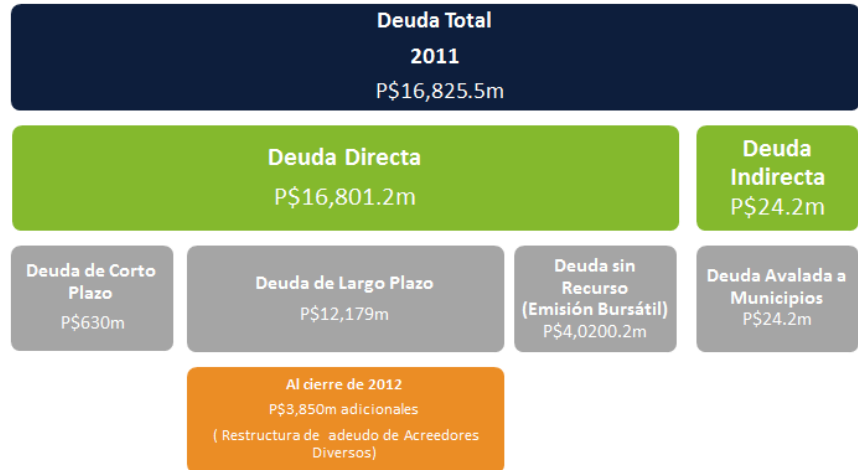 Deuda Total
2011
P$16,825.5m
Deuda Directa
P$16,801.2m
Deuda
Indirecta
P$24.2m
Deuda de Corto
Plazo
P$630m
Deuda de Largo Plazo
P$12,179m
Deuda sin
Recurso
(Emisión Bursátil)
P$4,0200.2m
Deuda Avalada a
Municipios
P$24.2m
Al cierre de 2012
P$3,850m adicionales
( Restructura de adeudo de Acreedores
Diversos)